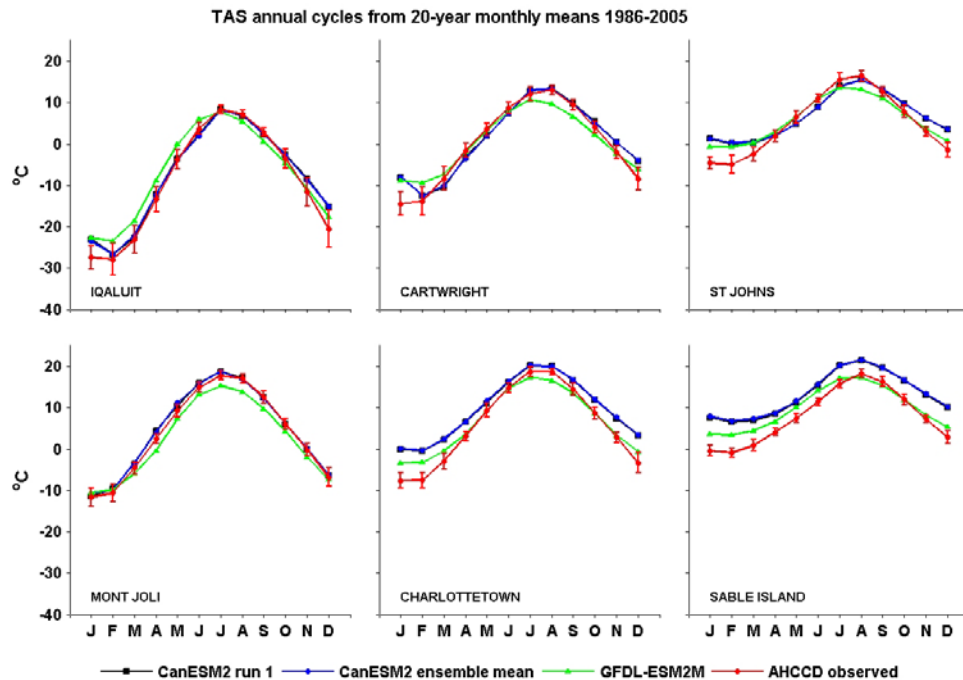 TAS annual cycles from 20-year monthly means 1986-2005
20
10
0
-10
-20
-30
-40
ºC
IQALUIT
CARTWRIGHT
ST JOHNS
20
10
0
-10
-20
-30
-40
ºC
MONT JOLI
CHARLOTTETOWN
SABLE ISLAND
J F M A M J J A S O N D
J F M A M J J A S O N D
J F M A M J J A S O N D
CanESM2 run 1 CanESM2 ensemble mean GFDL-ESM2M AHCCD observed